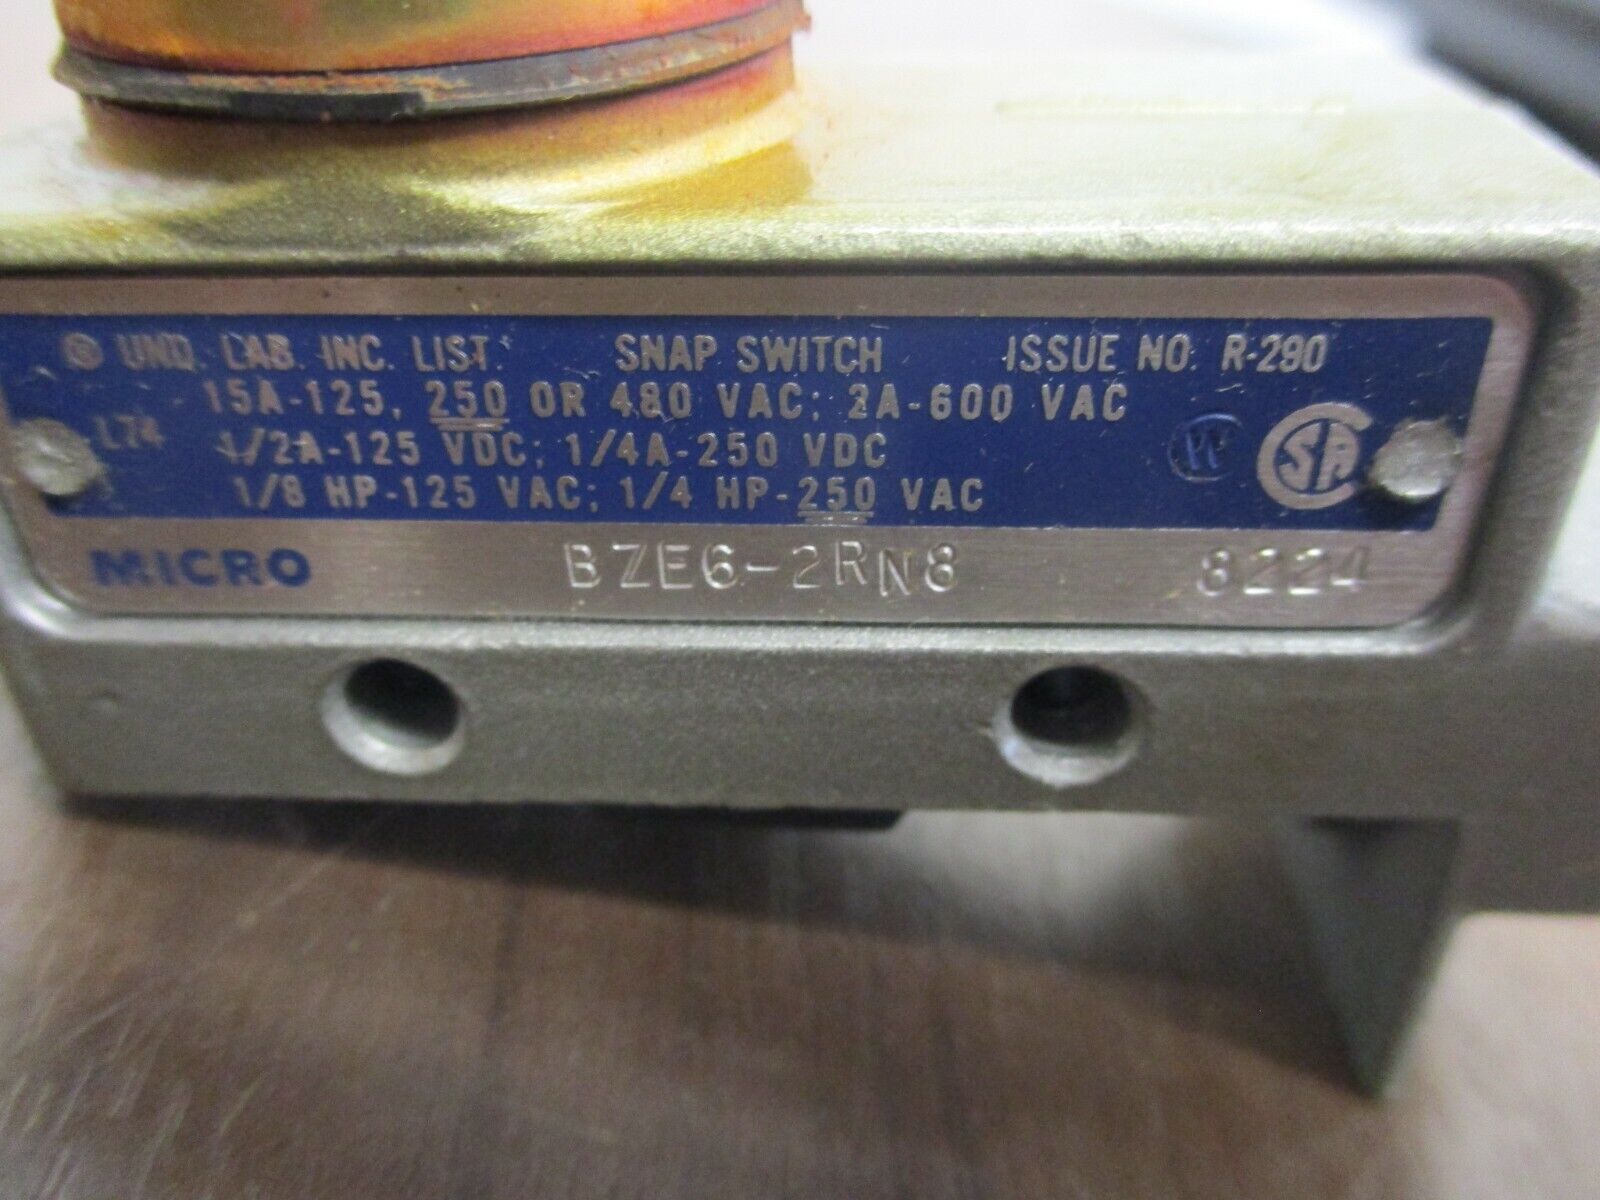 UND. LAB. INC. LIST. SNAP SWITCH ISSUE NO. R-290
15A-125, 250 OR 480 VAC; 2A-600 VAC
L74 1/2A-125 VDC; 1/4A-250 VDC
1/8 HP-125 VAC; 1/4 HP-250 VAC
W CSA
MICRO BZE6-2RN8 8224